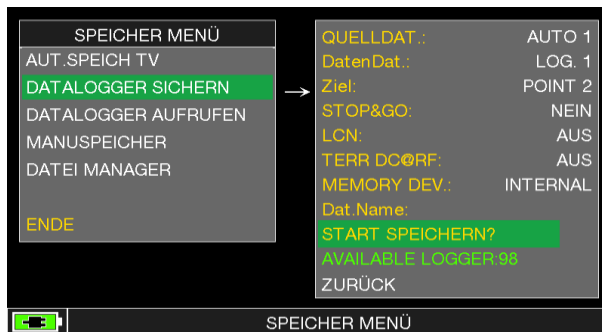 SPEICHER MENÜ
AUT.SPEICH TV
DATALOGGER SICHERN
DATALOGGER AUFRUFEN
MANUSPEICHER
DATEI MANAGER
ENDE
→
QUELLDAT.: AUTO 1
DatenDat.: LOG. 1
Ziel: POINT 2
STOP&GO: NEIN
LCN: AUS
TERR DC@RF: AUS
MEMORY DEV.: INTERNAL
Dat.Name:
START SPEICHERN?
AVAILABLE LOGGER:98
ZURÜCK
SPEICHER MENÜ